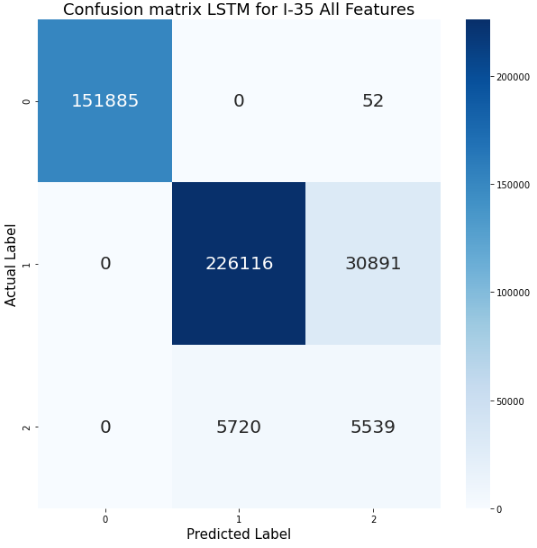 Confusion matrix LSTM for I-35 All Features
151885 0 52
0 226116 30891
0 5720 5539
0
1
2
Actual Label
0 1 2
Predicted Label
200000
150000
100000
50000
0